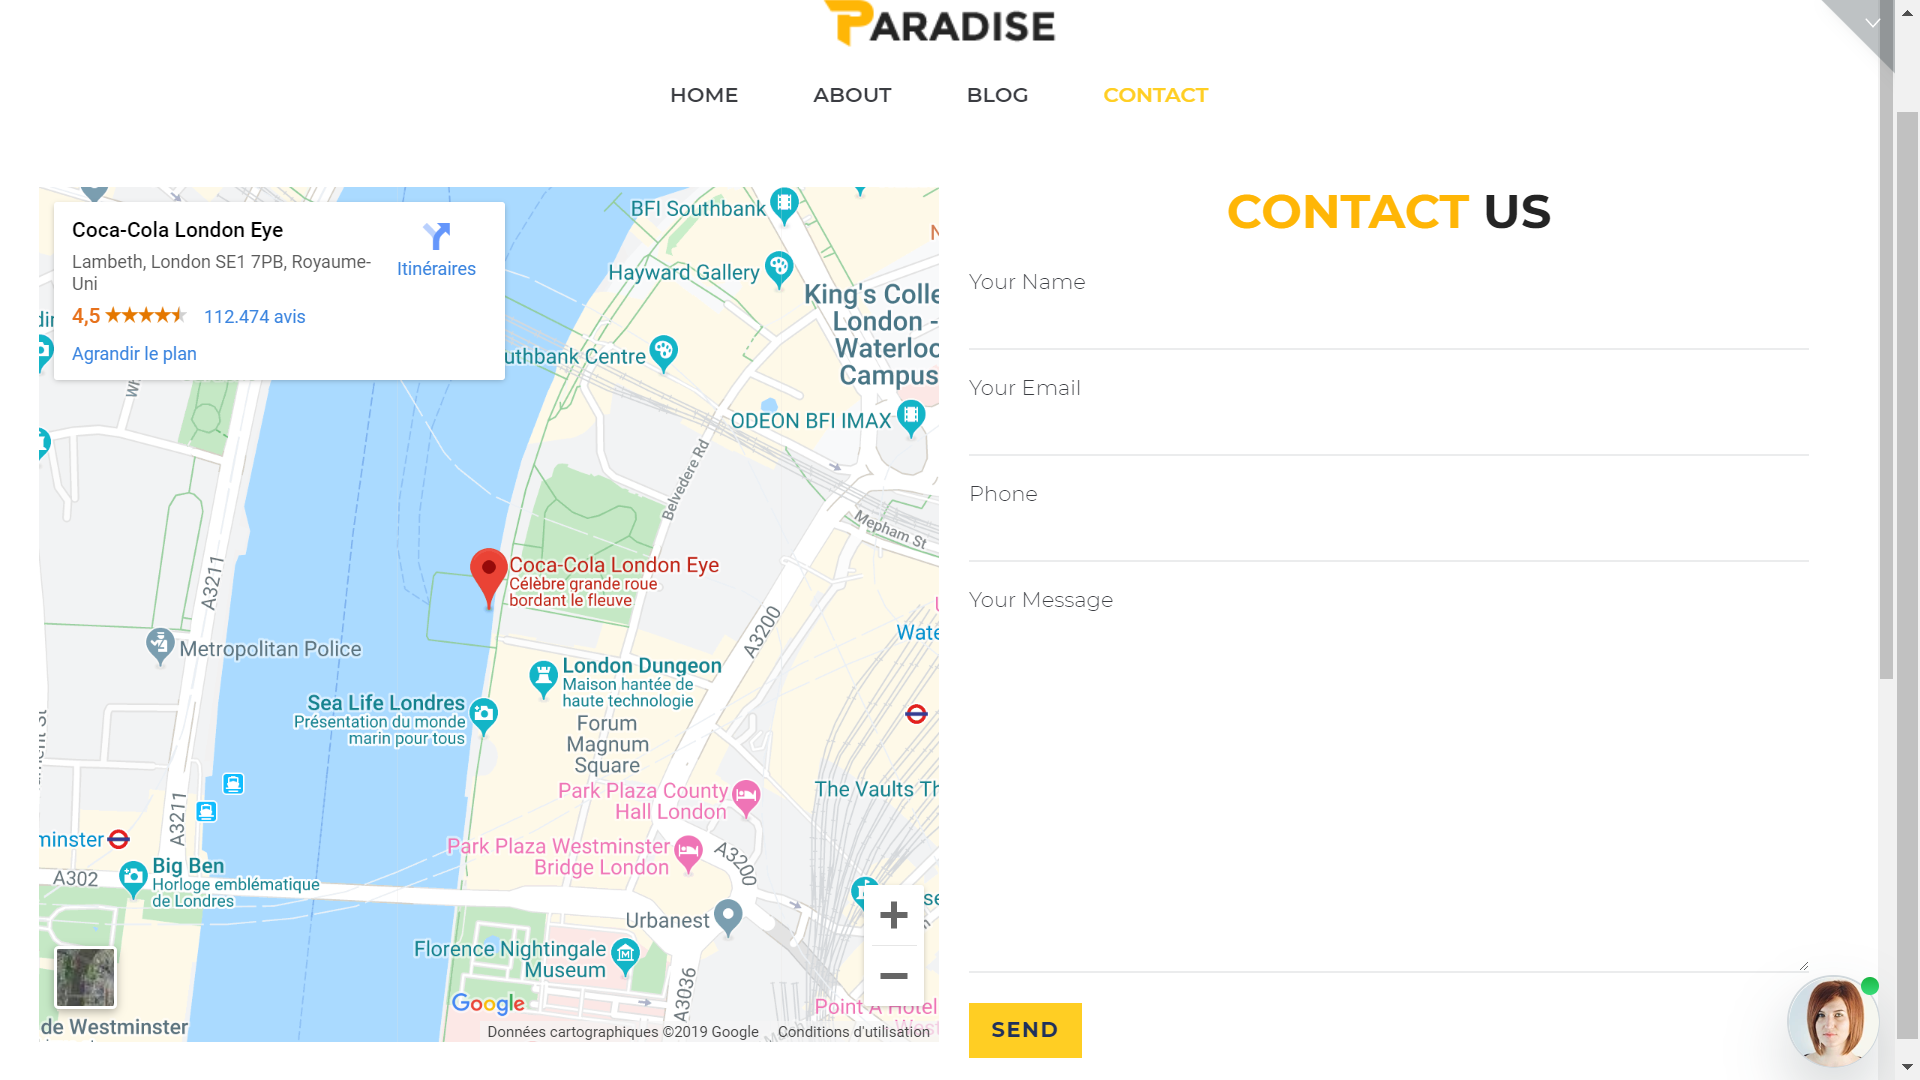 PARADISE
HOME
ABOUT
BLOG
CONTACT
CONTACT US
Your Name
Your Email
Phone
Your Message
SEND
Coca-Cola London Eye
Lambeth, London SE1 7PB, Royaume-
Uni
Itinéraires
4,5
112.474 avis
Agrandir le plan
BFI Southbank
Hayward Gallery
King's Colle
London -
Waterloo
Campus
uthbank Centre
ODEON BFI IMAX
Belvedere Rd
Mepham St
Coca-Cola London Eye
Célèbre grande roue
bordant le fleuve
A3211
A3200
Metropolitan Police
London Dungeon
Maison hantée de
haute technologie
Sea Life Londres
Présentation du monde
marin pour tous
Forum
Magnum
Square
Park Plaza County
Hall London
The Vaults Th
A3211
minster
Park Plaza Westminster
Bridge London
A3200
Big Ben
Horloge emblématique
de Londres
A302
Urbanest
Florence Nightingale
Museum
A3036
Google
Point A Hotel
de Westminster
Données cartographiques ©2019 Google
Conditions d'utilisation